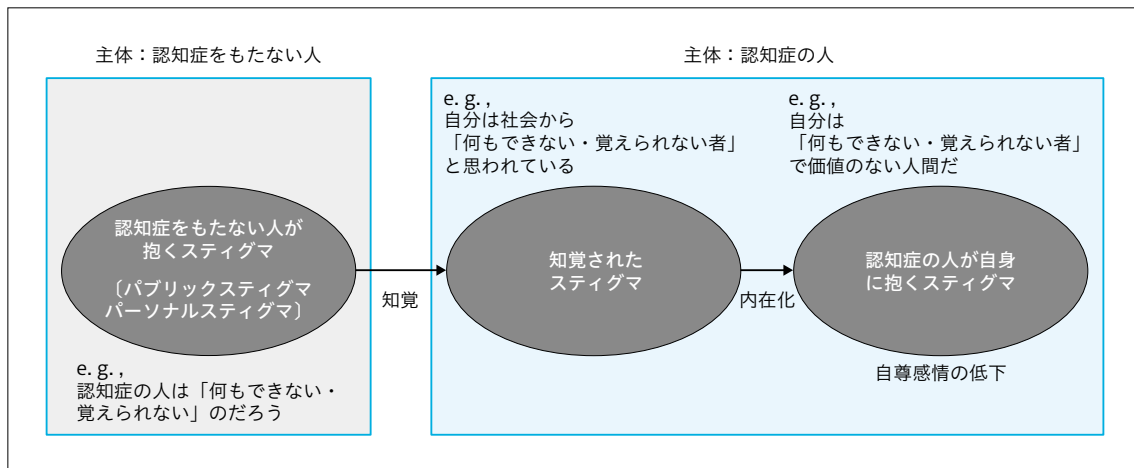 主体：認知症をもたない人
認知症をもたない人が
抱くスティグマ
〔パブリックスティグマ
パーソナルスティグマ〕
e. g. ,
認知症の人は「何もできない・
覚えられない」のだろう
知覚
主体：認知症の人
e. g. ,
自分は社会から
「何もできない・覚えられない者」
と思われている
知覚された
スティグマ
内在化
e. g. ,
自分は
「何もできない・覚えられない者」
で価値のない人間だ
認知症の人が自身
に抱くスティグマ
自尊感情の低下